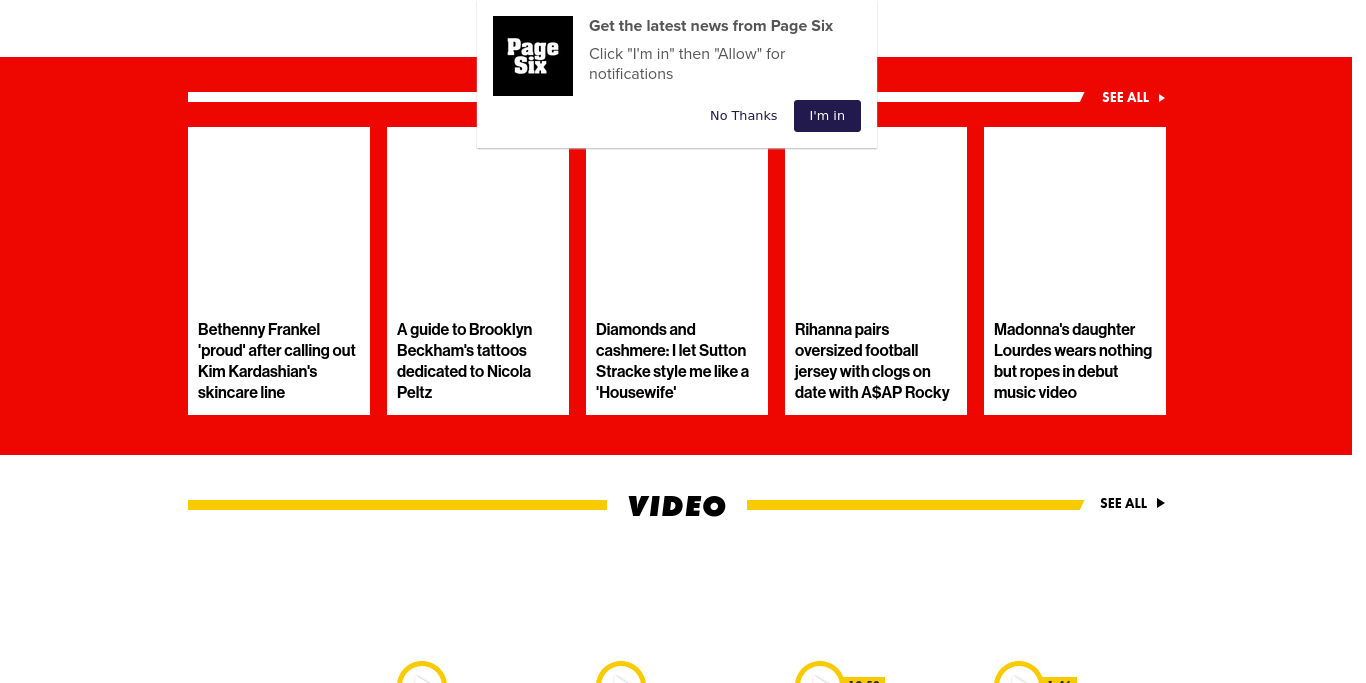 Page
Six
Get the latest news from Page Six
Click "I'm in" then "Allow" for
notifications
No Thanks
I'm in
SEE ALL
Bethenny Frankel
'proud' after calling out
Kim Kardashian's
skincare line
A guide to Brooklyn
Beckham's tattoos
dedicated to Nicola
Peltz
Diamonds and
cashmere: I let Sutton
Stracke style me like a
'Housewife'
Rihanna pairs
oversized football
jersey with clogs on
date with A$AP Rocky
Madonna's daughter
Lourdes wears nothing
but ropes in debut
music video
VIDEO
SEE ALL